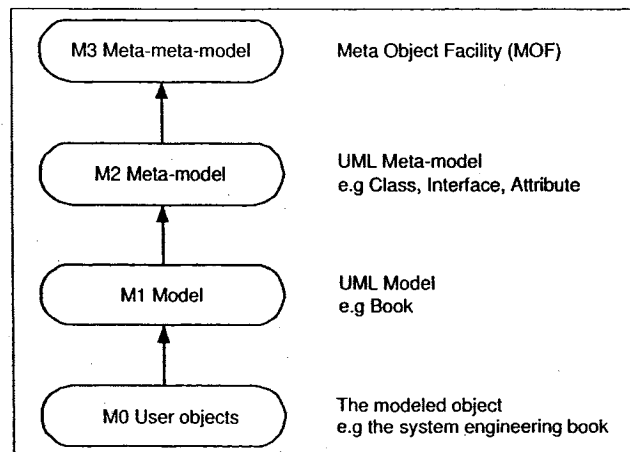 M3 Meta-meta-model
Meta Object Facility (MOF)
M2 Meta-model
UML Meta-model
e.g Class, Interface, Attribute
M1 Model
UML Model
e.g Book
M0 User objects
The modeled object
e.g the system engineering book